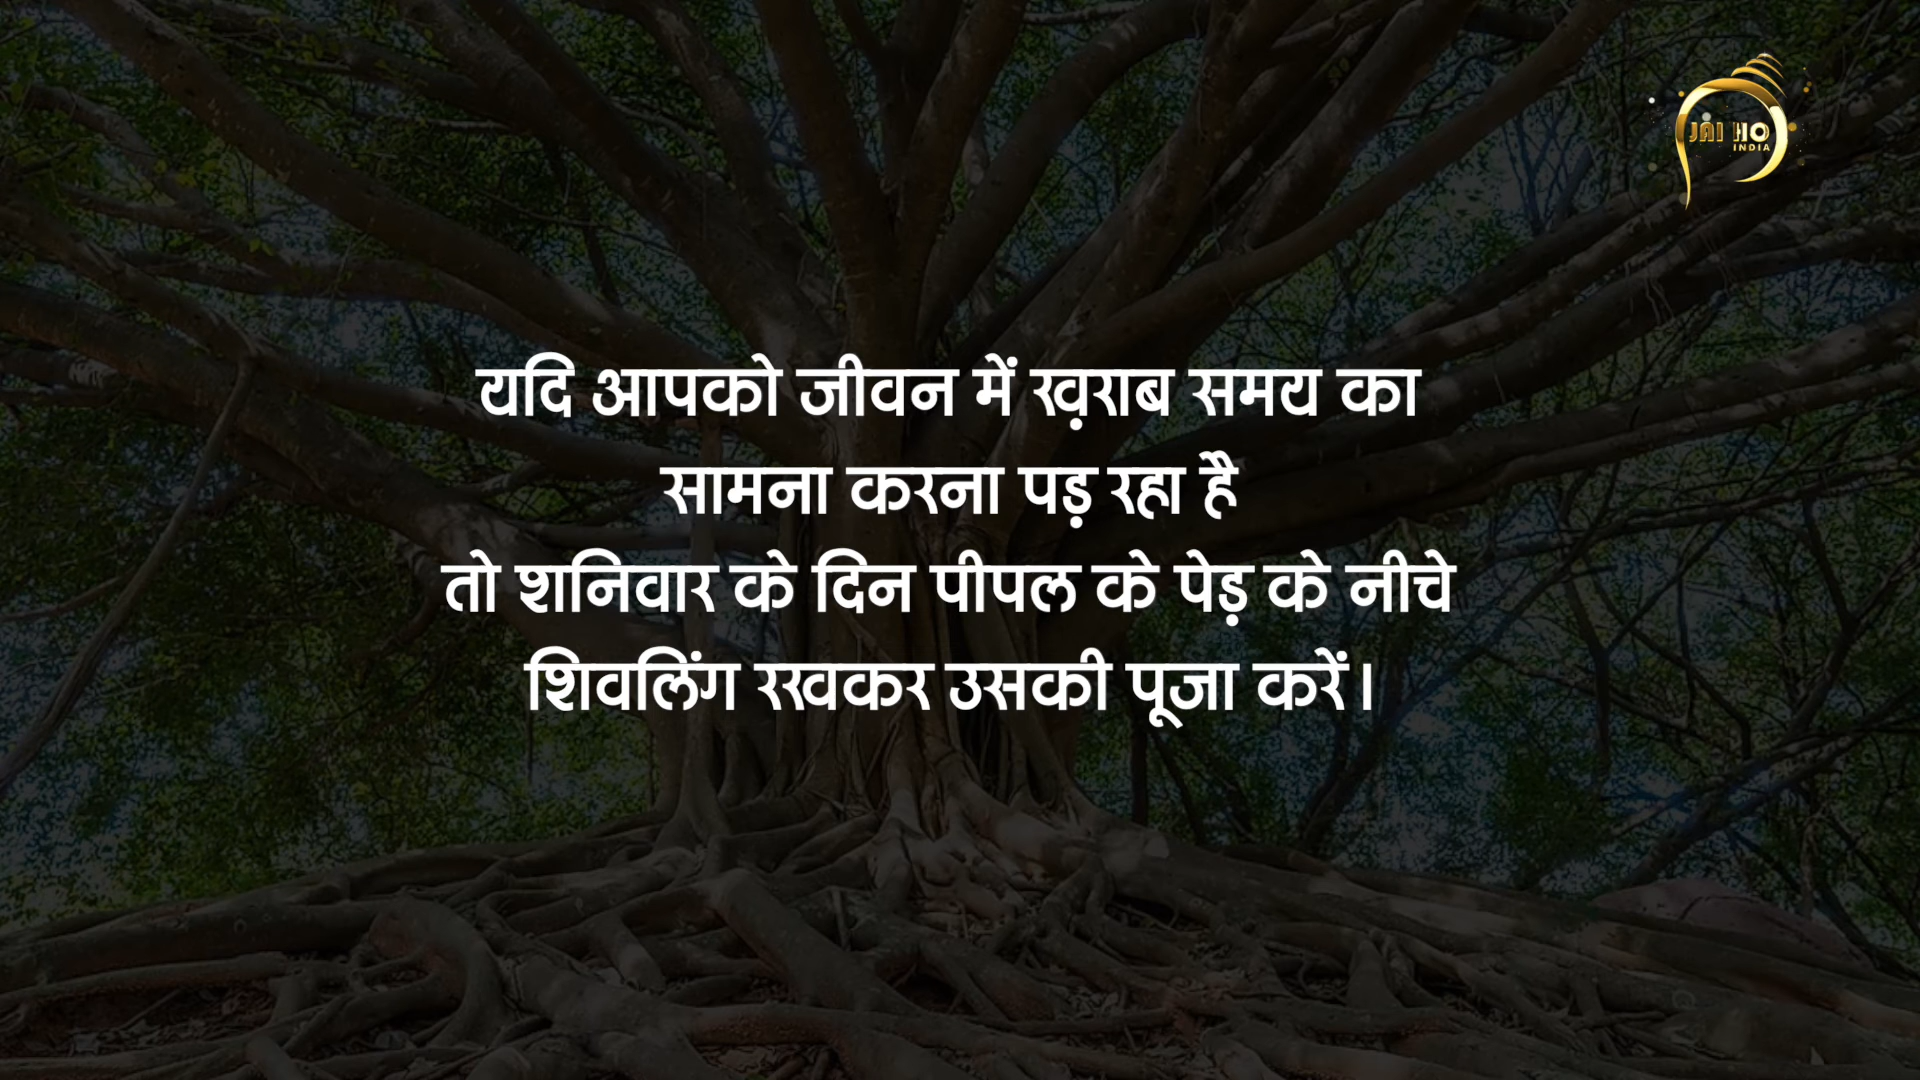 JAI HO
INDIA
यदि आपको जीवन में ख़राब समय का
सामना करना पड़ रहा है
तो शनिवार के दिन पीपल के पेड़ के नीचे
शिवलिंग रखकर उसकी पूजा करें।